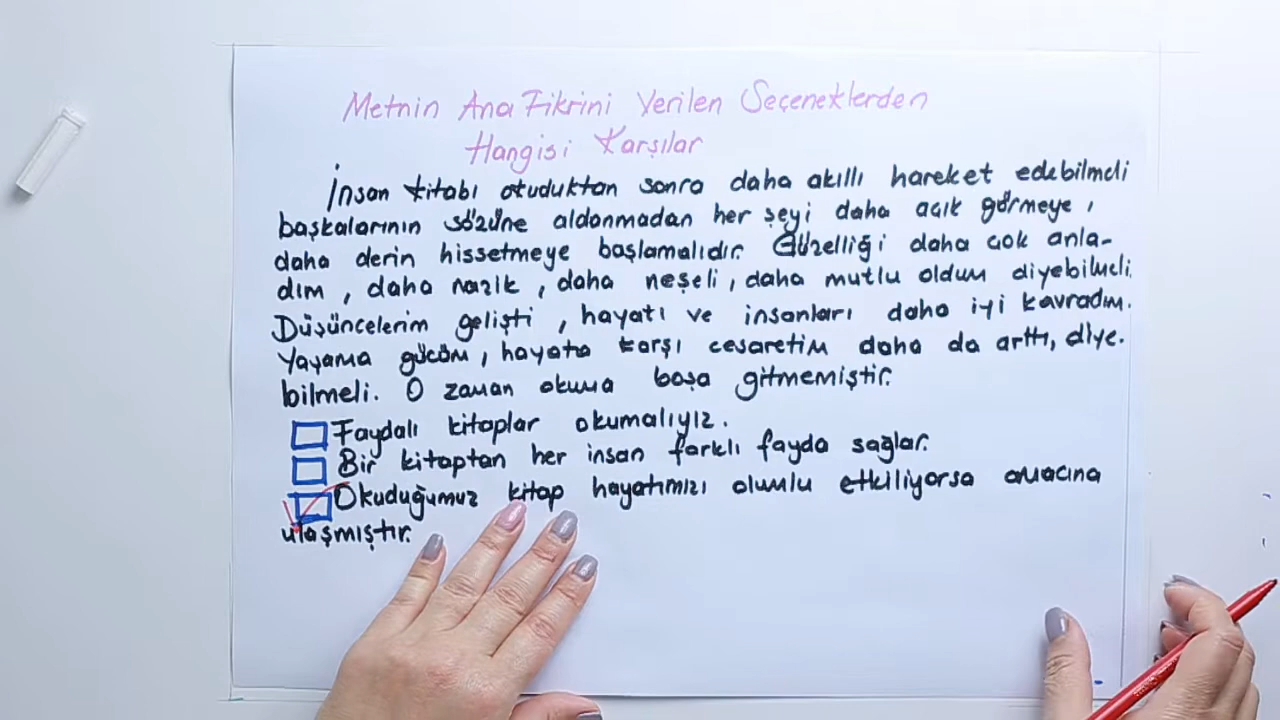 Metnin Ana Fikrini Verilen Seçeneklerden
Hangisi Karşılar
İnsan kitabı okuduktan sonra daha akıllı hareket edebilmeli
başkalarının sözüne aldanmadan her şeyi daha açık görmeye,
daha derin hissetmeye başlamalıdır. Güzelliği daha çok anla-
dım, daha nazik, daha neşeli, daha mutlu oldum diyebilmeli.
Düşüncelerim gelişti, hayatı ve insanları daha iyi kavradım.
Yaşama gücüm, hayata karşı cesaretim daha da arttı, diye.
bilmeli. O zaman okuma boşa gitmemiştir.
Faydalı kitaplar okumalıyız.
Bir kitaptan her insan farklı fayda sağlar.
Okuduğumuz kitap hayatımızı olumlu etkiliyorsa amacına
ulaşmıştır.